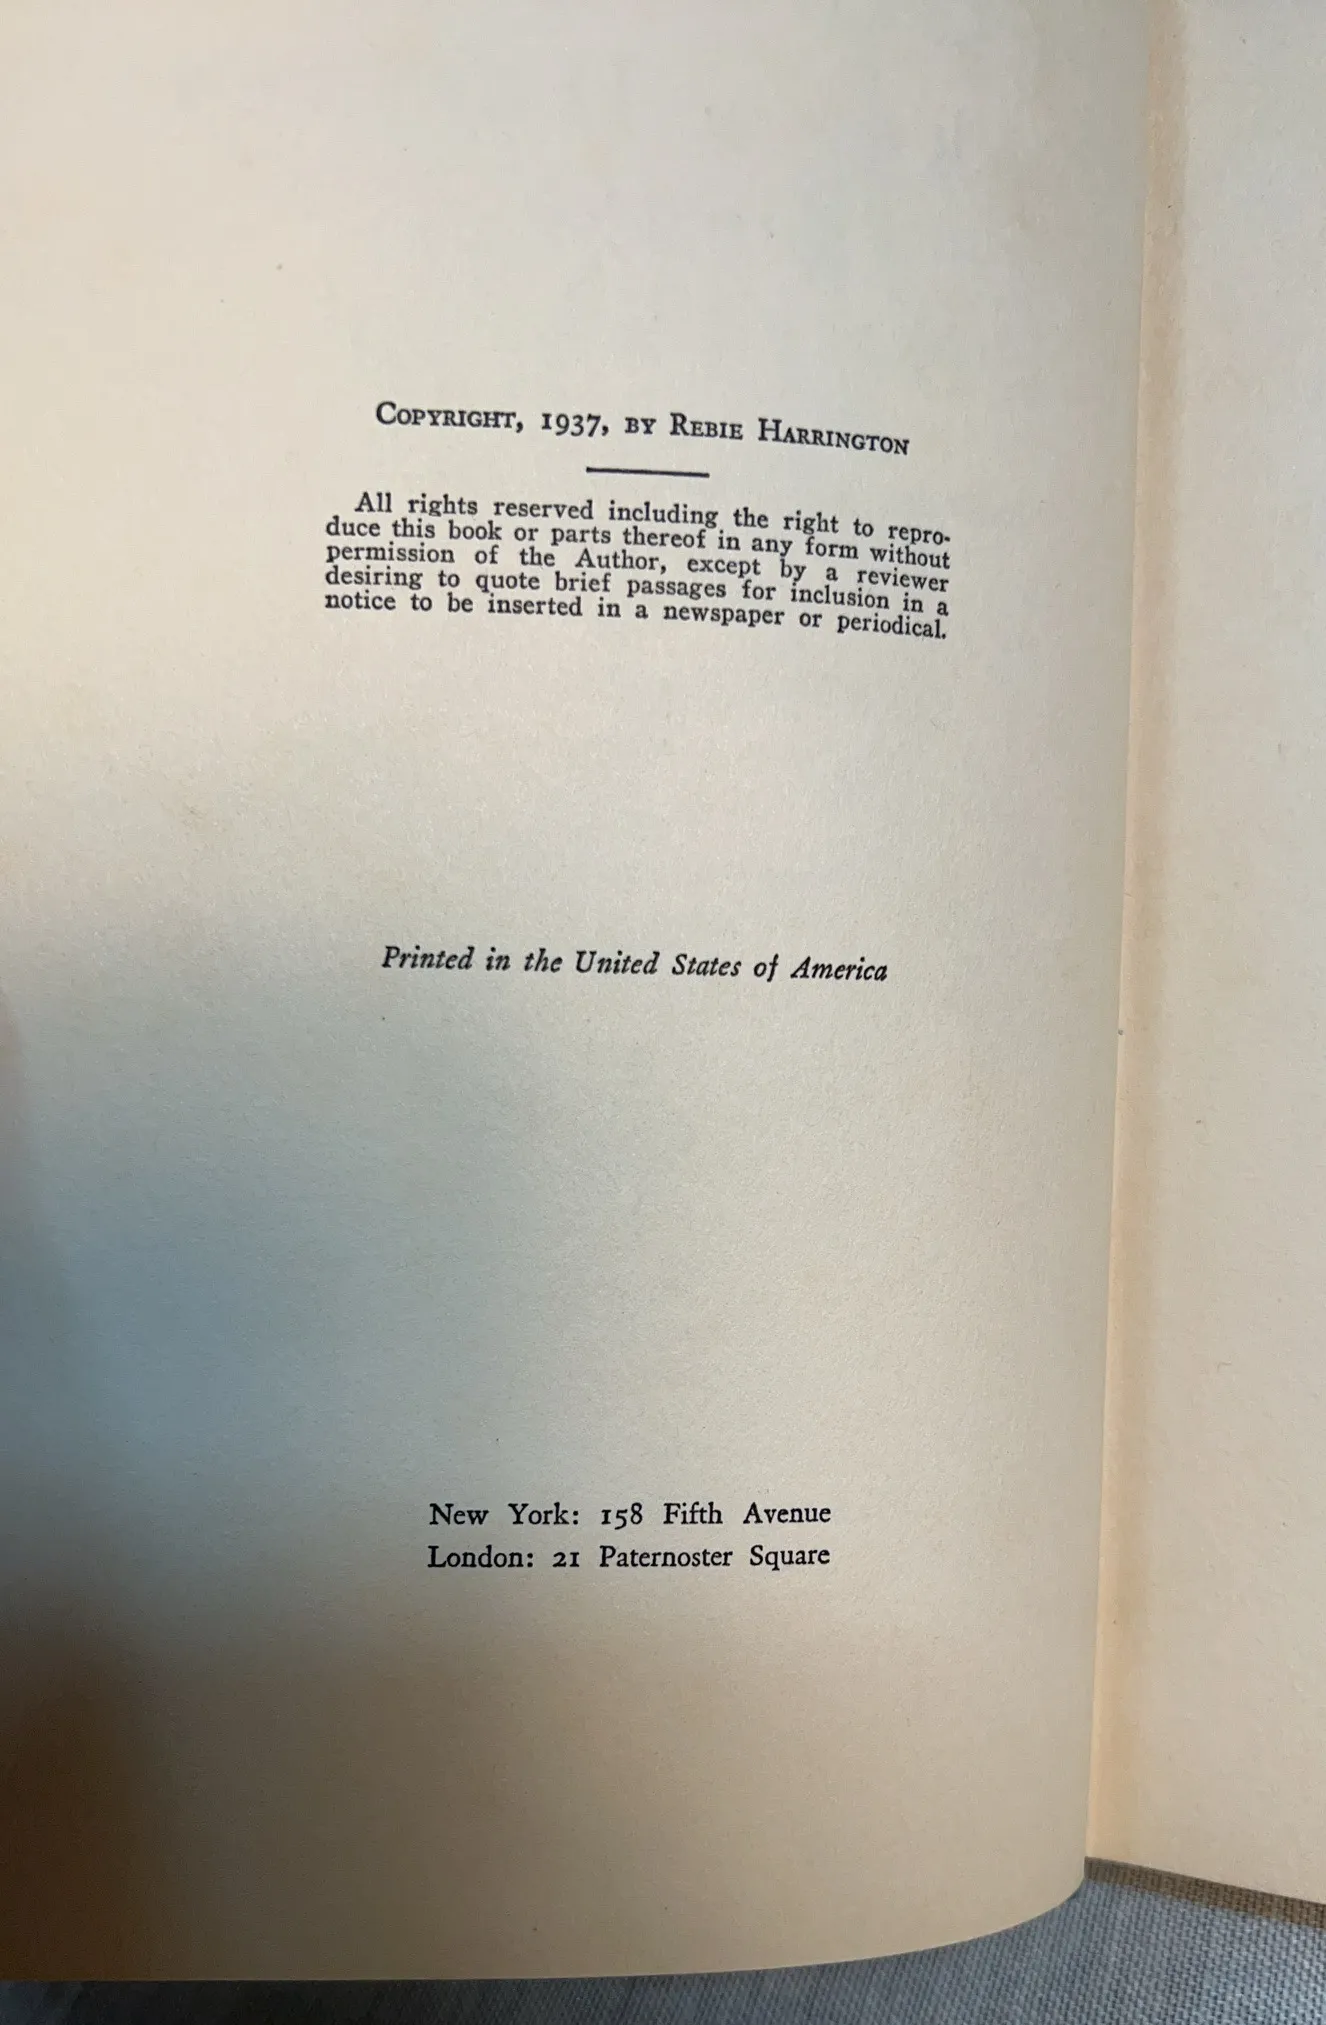 COPYRIGHT, 1937, BY REBIE HARRINGTON
All rights reserved including the right to repro-
duce this book or parts thereof in any form without
permission of the Author, except by a reviewer
desiring to quote brief passages for inclusion in a
notice to be inserted in a newspaper or periodical.
Printed in the United States of America
New York: 158 Fifth Avenue
London: 21 Paternoster Square